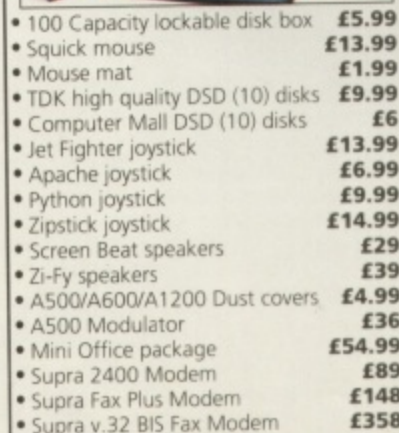 • 100 Capacity lockable disk box £5.99
• Squick mouse £13.99
• Mouse mat £1.99
• TDK high quality DSD (10) disks £9.99
• Computer Mall DSD (10) disks £6
• Jet Fighter joystick £13.99
• Apache joystick £6.99
• Python joystick £9.99
• Zipstick joystick £14.99
• Screen Beat speakers £29
• Zi-Fy speakers £39
• A500/A600/A1200 Dust covers £4.99
• A500 Modulator £36
• Mini Office package £54.99
• Supra 2400 Modem £89
• Supra Fax Plus Modem £148
• Supra v.32 BIS Fax Modem £358